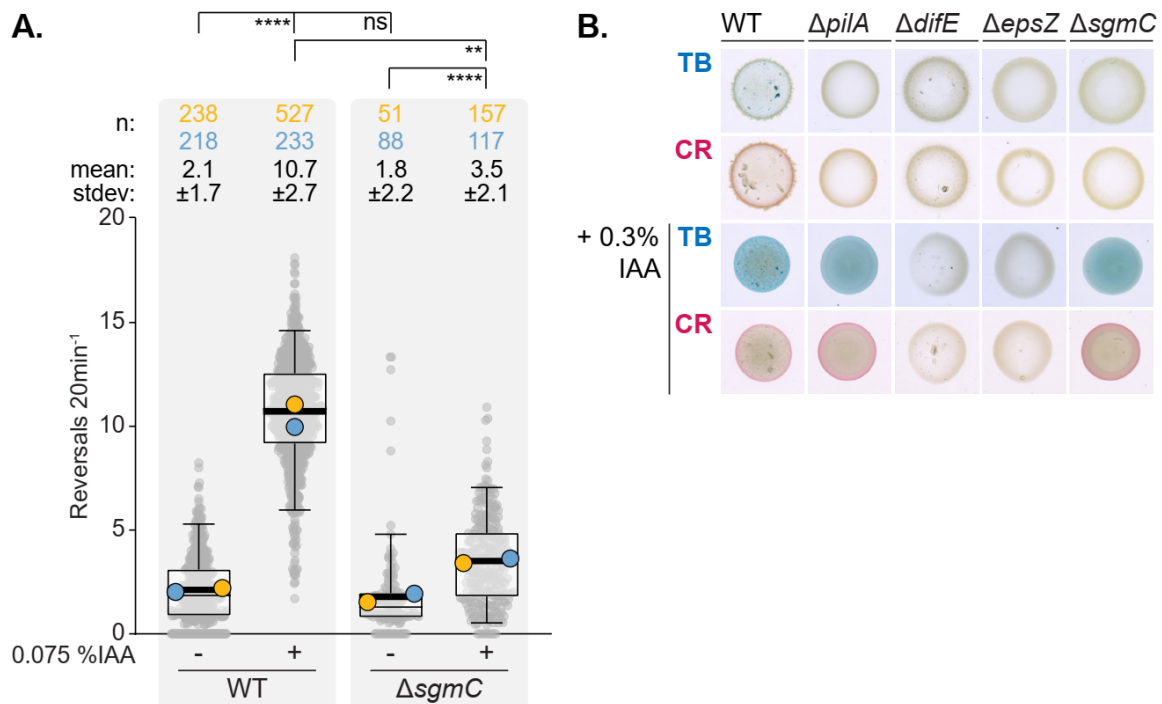 A.
**** ns
**
****
n: 238 527 51 157
218 233 88 117
mean: 2.1 10.7 1.8 3.5
stdev: ±1.7 ±2.7 ±2.2 ±2.1
20
15
10
5
0
Reversals 20min⁻¹
0.075 %IAA - + - +
WT ΔsgmC
B.
WT ΔpilA ΔdifE ΔepsZ ΔsgmC
TB
CR
+ 0.3% IAA
TB
CR